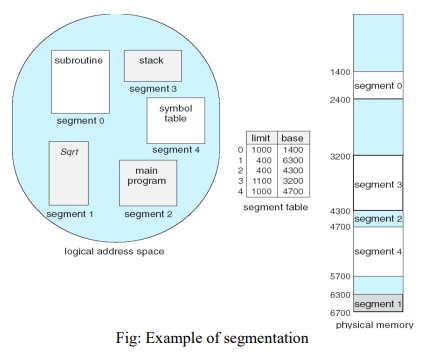 subroutine
segment 0
stack
segment 3
symbol
table
segment 4
Sqrt
segment 1
main
program
segment 2
logical address space
limit base
0 1000 1400
1 400 6300
2 400 4300
3 1100 3200
4 1000 4700
segment table
1400
segment 0
2400
3200
segment 3
4300
segment 2
4700
segment 4
5700
6300
segment 1
6700
physical memory
Fig: Example of segmentation